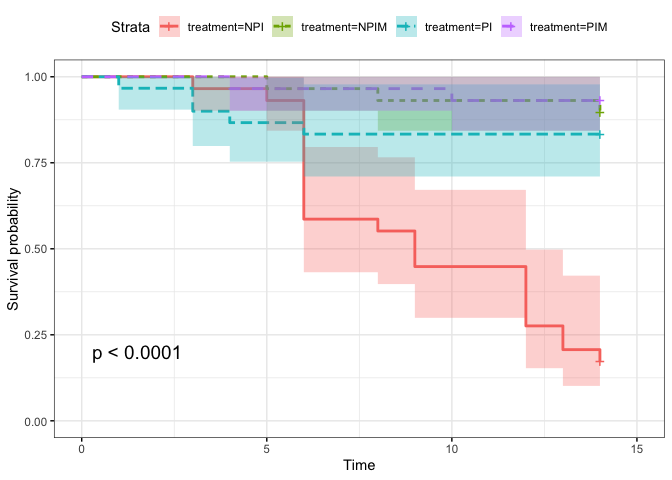 Strata treatment=NPI treatment=NPIM treatment=PI treatment=PIM
1.00
0.75
0.50
0.25
0.00
Survival probability
p < 0.0001
0 5 10 15
Time